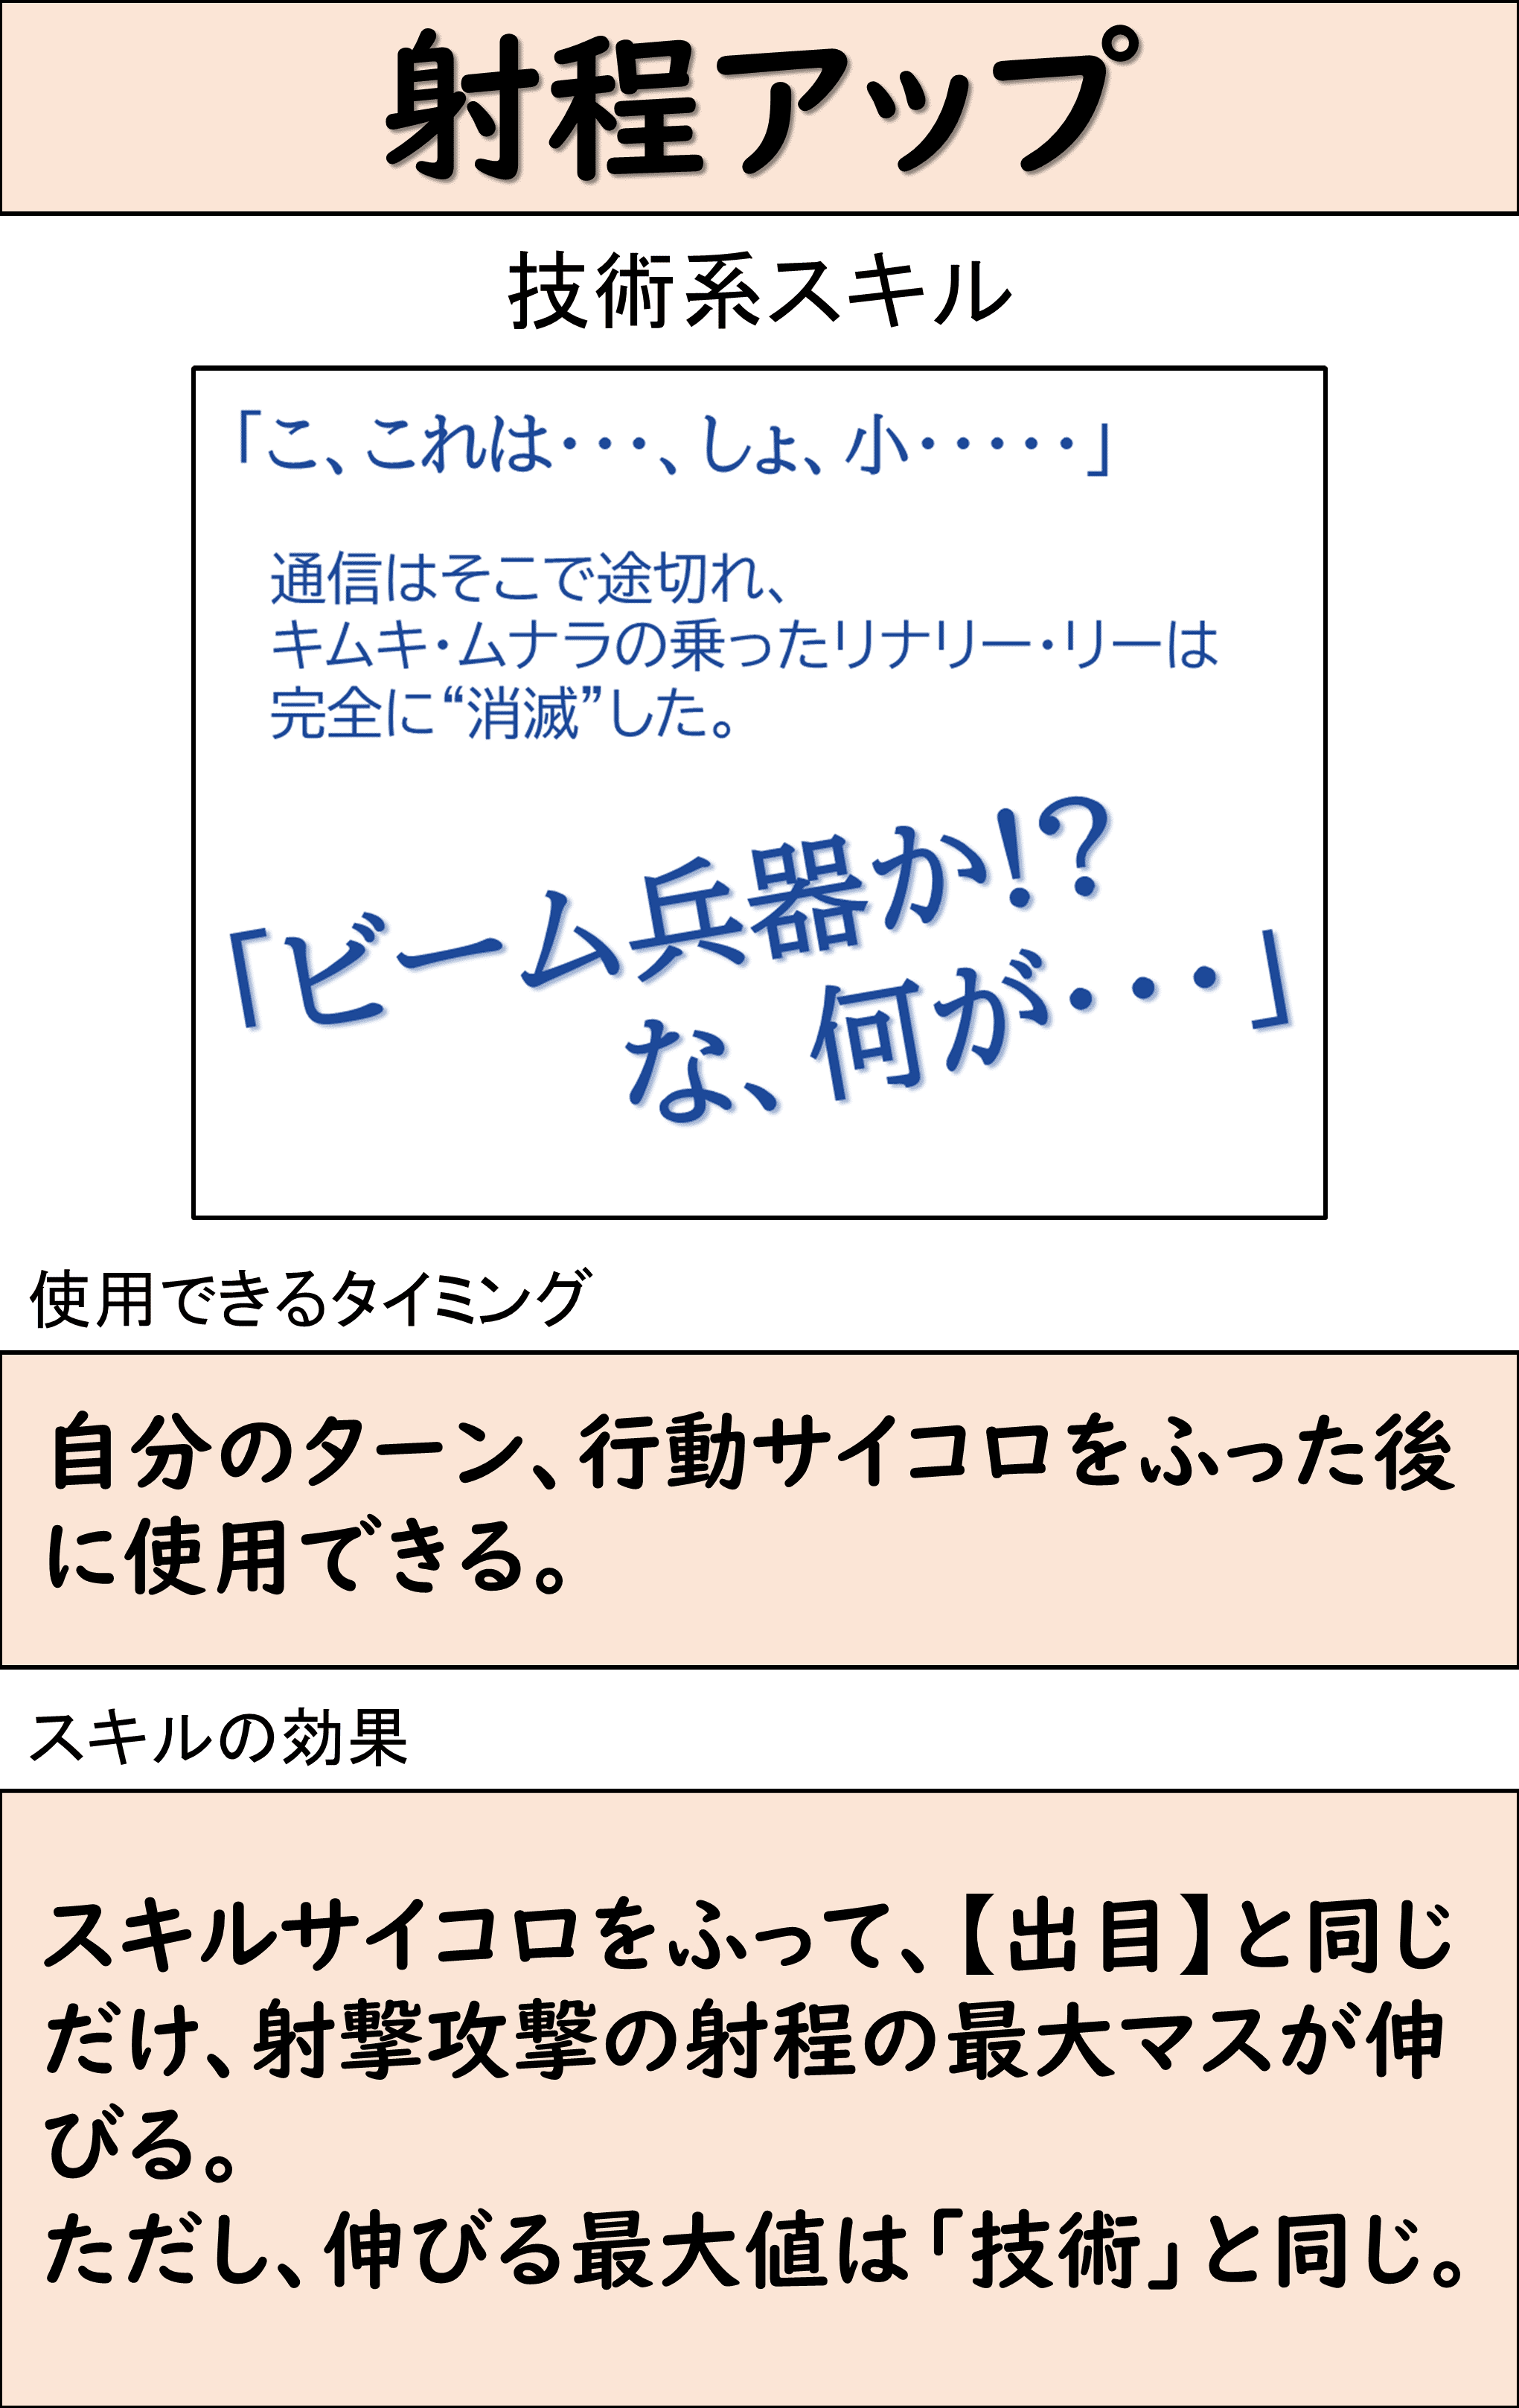 射程アップ
技術系スキル
「こ、これは・・・、しょ、小・・・・・」
通信はそこで途切れ、
キムキ・ムナラの乗ったリナリー・リーは
完全に“消滅”した。
「ビーム兵器か!?
な、何が・・・」
使用できるタイミング
自分のターン、行動サイコロをふった後
に使用できる。
スキルの効果
スキルサイコロをふって、【出目】と同じ
だけ、射撃攻撃の射程の最大マスが伸
びる。
ただし、伸びる最大値は「技術」と同じ。